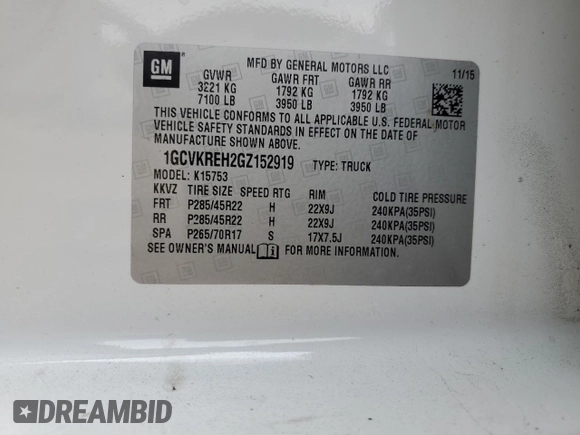 GM
MFD BY GENERAL MOTORS LLC
11/15
GVWR GAWR FRT GAWR RR
3221 KG 1792 KG 1792 KG
7100 LB 3950 LB 3950 LB
THIS VEHICLE CONFORMS TO ALL APPLICABLE U.S. FEDERAL MOTOR
VEHICLE SAFETY STANDARDS IN EFFECT ON THE DATE OF
MANUFACTURE SHOWN ABOVE.
1GCVKREH2GZ152919 TYPE: TRUCK
MODEL: K15753
KKVZ TIRE SIZE SPEED RTG RIM COLD TIRE PRESSURE
FRT P285/45R22 H 22X9J 240KPA(35PSI)
RR P285/45R22 H 22X9J 240KPA(35PSI)
SPA P265/70R17 S 17X7.5J 240KPA(35PSI)
SEE OWNER'S MANUAL FOR MORE INFORMATION.
DREAMBID